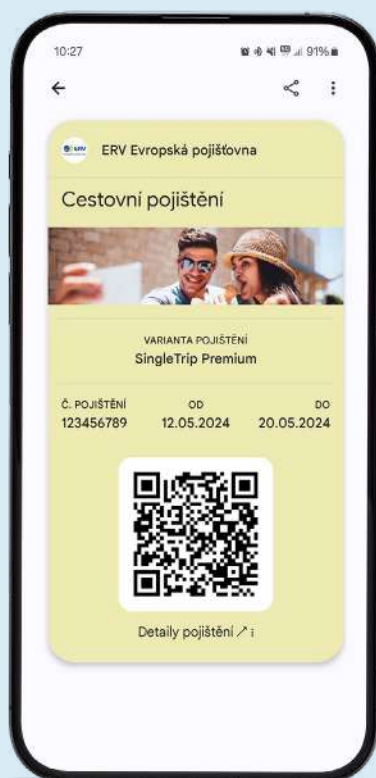 10:27
91%
ERV Evropská pojišťovna
Cestovní pojištění
VARIANTA POJIŠTĚNÍ
SingleTrip Premium
Č. POJIŠTĚNÍ OD DO
123456789 12.05.2024 20.05.2024
Detaily pojištění